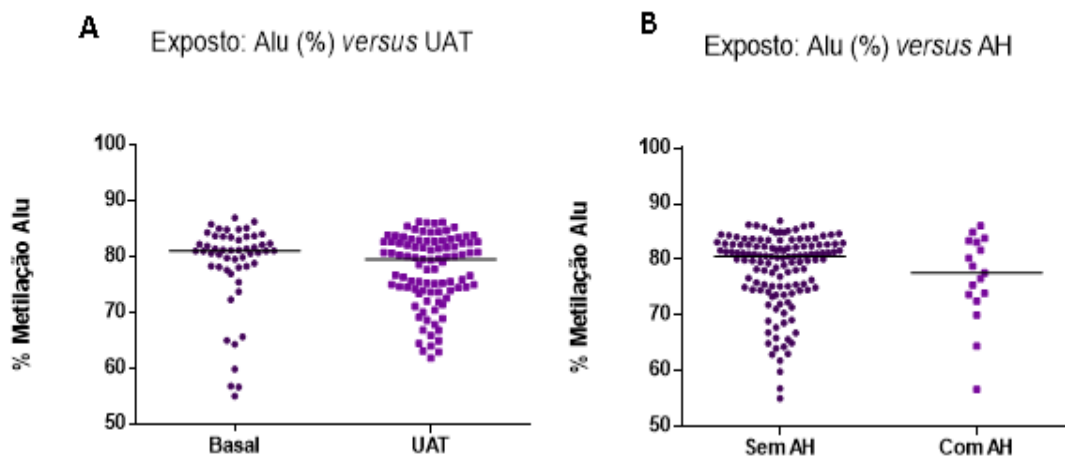 A
Exposto: Alu (%) versus UAT
% Metilação Alu
100
90
80
70
60
50
Basal
UAT
B
Exposto: Alu (%) versus AH
% Metilação Alu
100
90
80
70
60
50
Sem AH
Com AH